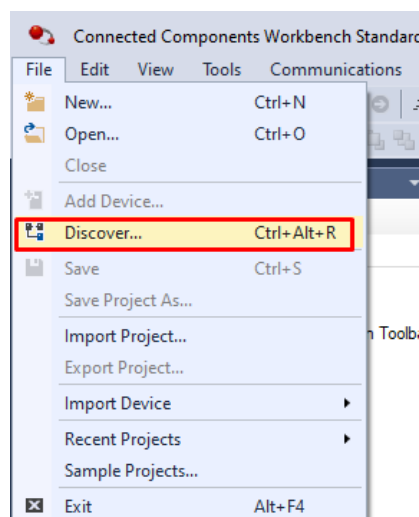 Connected Components Workbench Standard
File Edit View Tools Communications
New... Ctrl+N
Open... Ctrl+O
Close
Add Device...
Discover... Ctrl+Alt+R
Save Ctrl+S
Save Project As...
Import Project...
Toolba
Export Project...
Import Device
Recent Projects
Sample Projects...
Exit Alt+F4